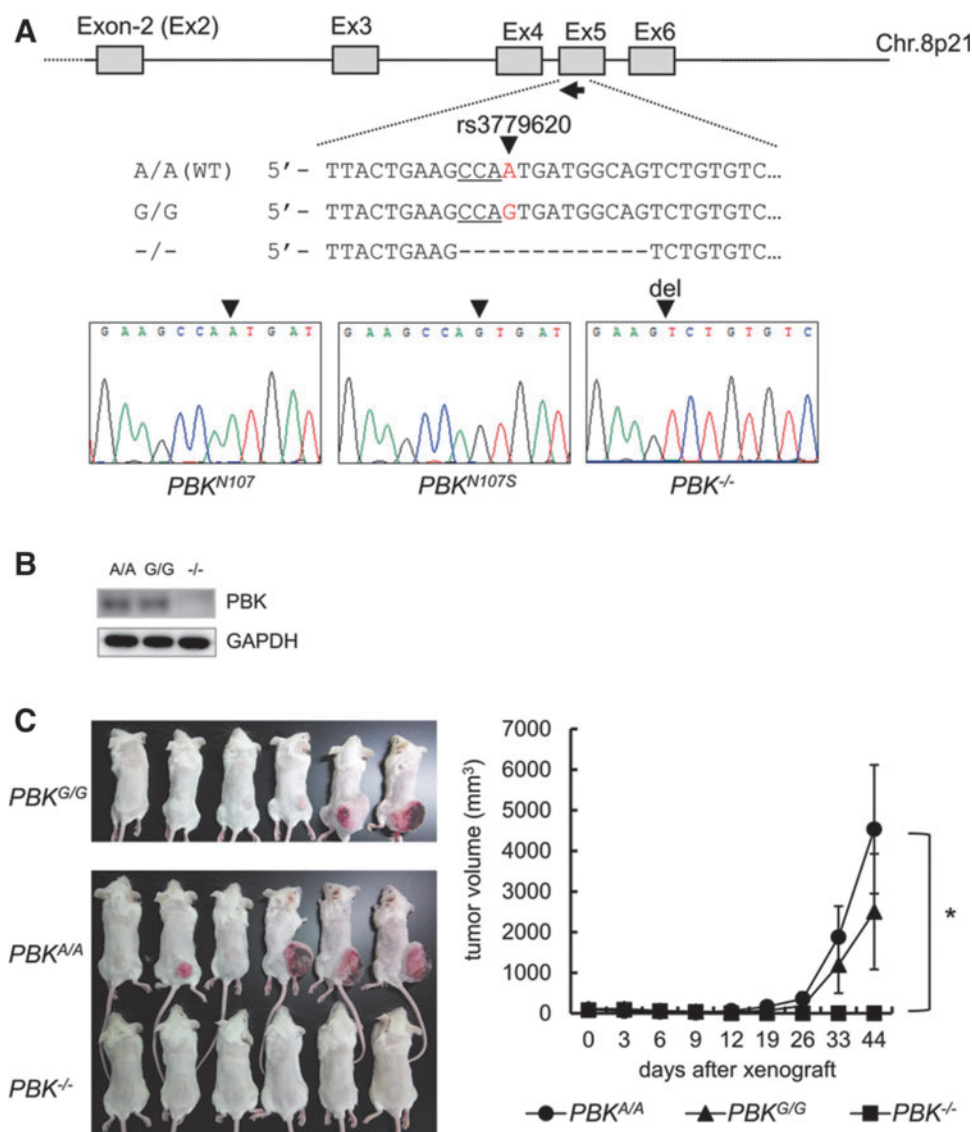 A
Exon-2 (Ex2) Ex3 Ex4 Ex5 Ex6 Chr.8p21
rs3779620
A/A(WT) 5’- TTACTGAAGCCAATGATGGCAGTCTGTGTC…
G/G 5’- TTACTGAAGCCAGTGATGGCAGTCTGTGTC…
-/- 5’- TTACTGAAG-------------TCTGTGTC…
del
G A A G C C A A T G A T
G A A G C C A G T G A T
G A A G T C T G T G T C
PBK^N107
PBK^N107S
PBK^-/-
B
A/A G/G -/-
PBK
GAPDH
C
PBK^G/G
PBK^A/A
PBK^-/-
tumor volume (mm³)
7000
6000
5000
4000
3000
2000
1000
0
*
0 3 6 9 12 19 26 33 44
days after xenograft
PBK^A/A PBK^G/G PBK^-/-